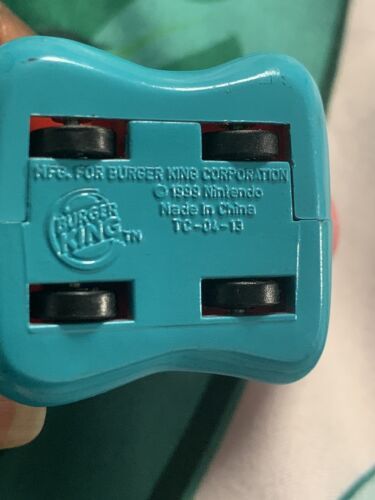 MFG. FOR BURGER KING CORPORATION
© 1999 Nintendo
Made in China
TC-04-13
BURGER
KING TM